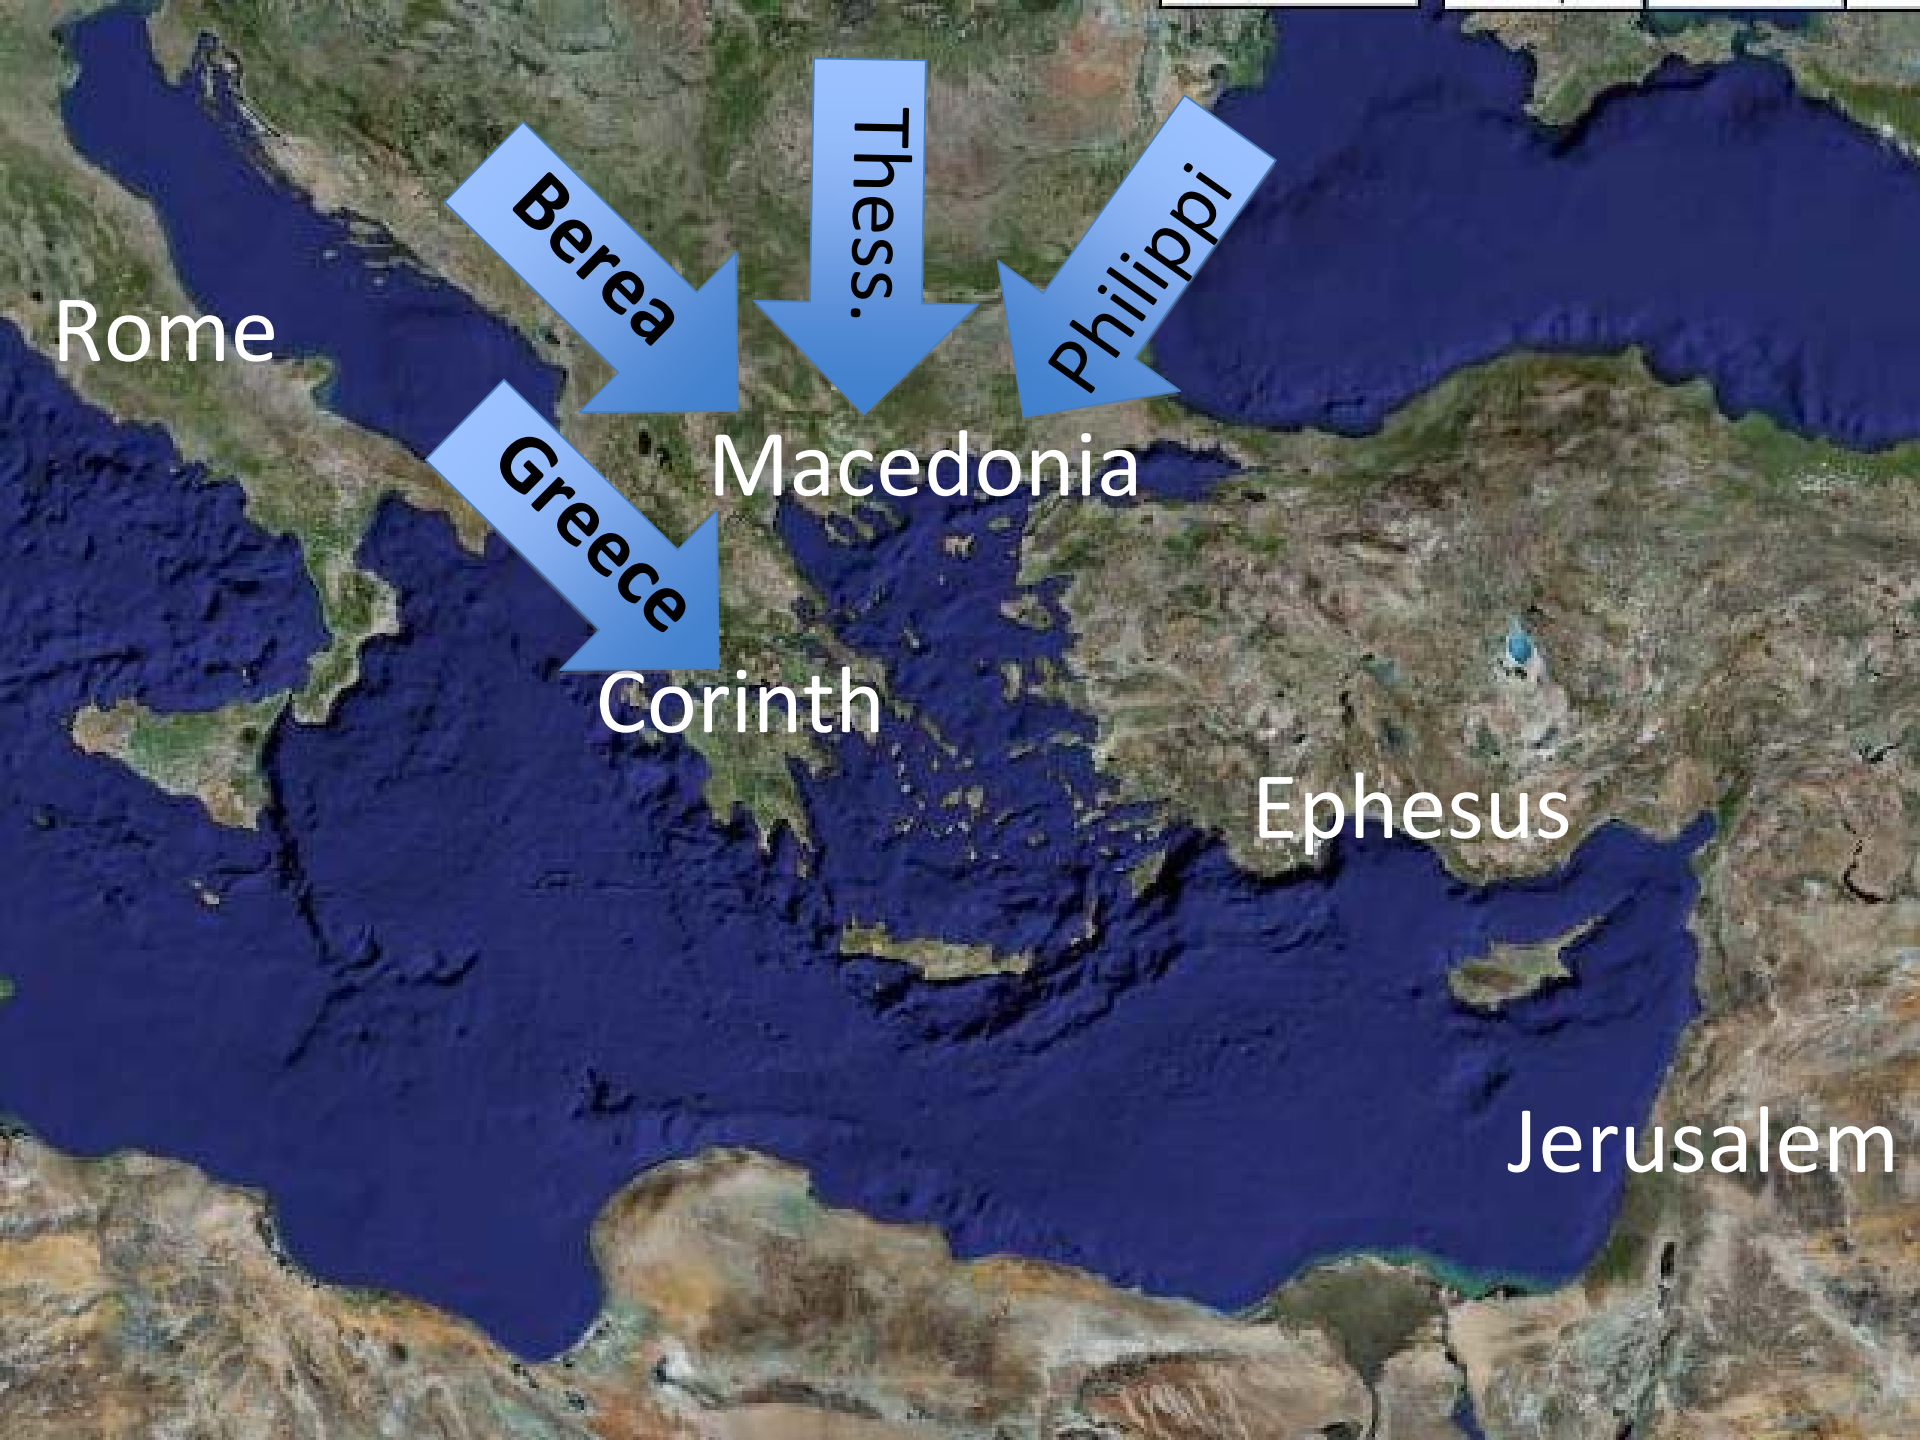 Thess.
Philippi
Berea
Rome
Macedonia
Greece
Corinth
Ephesus
Jerusalem